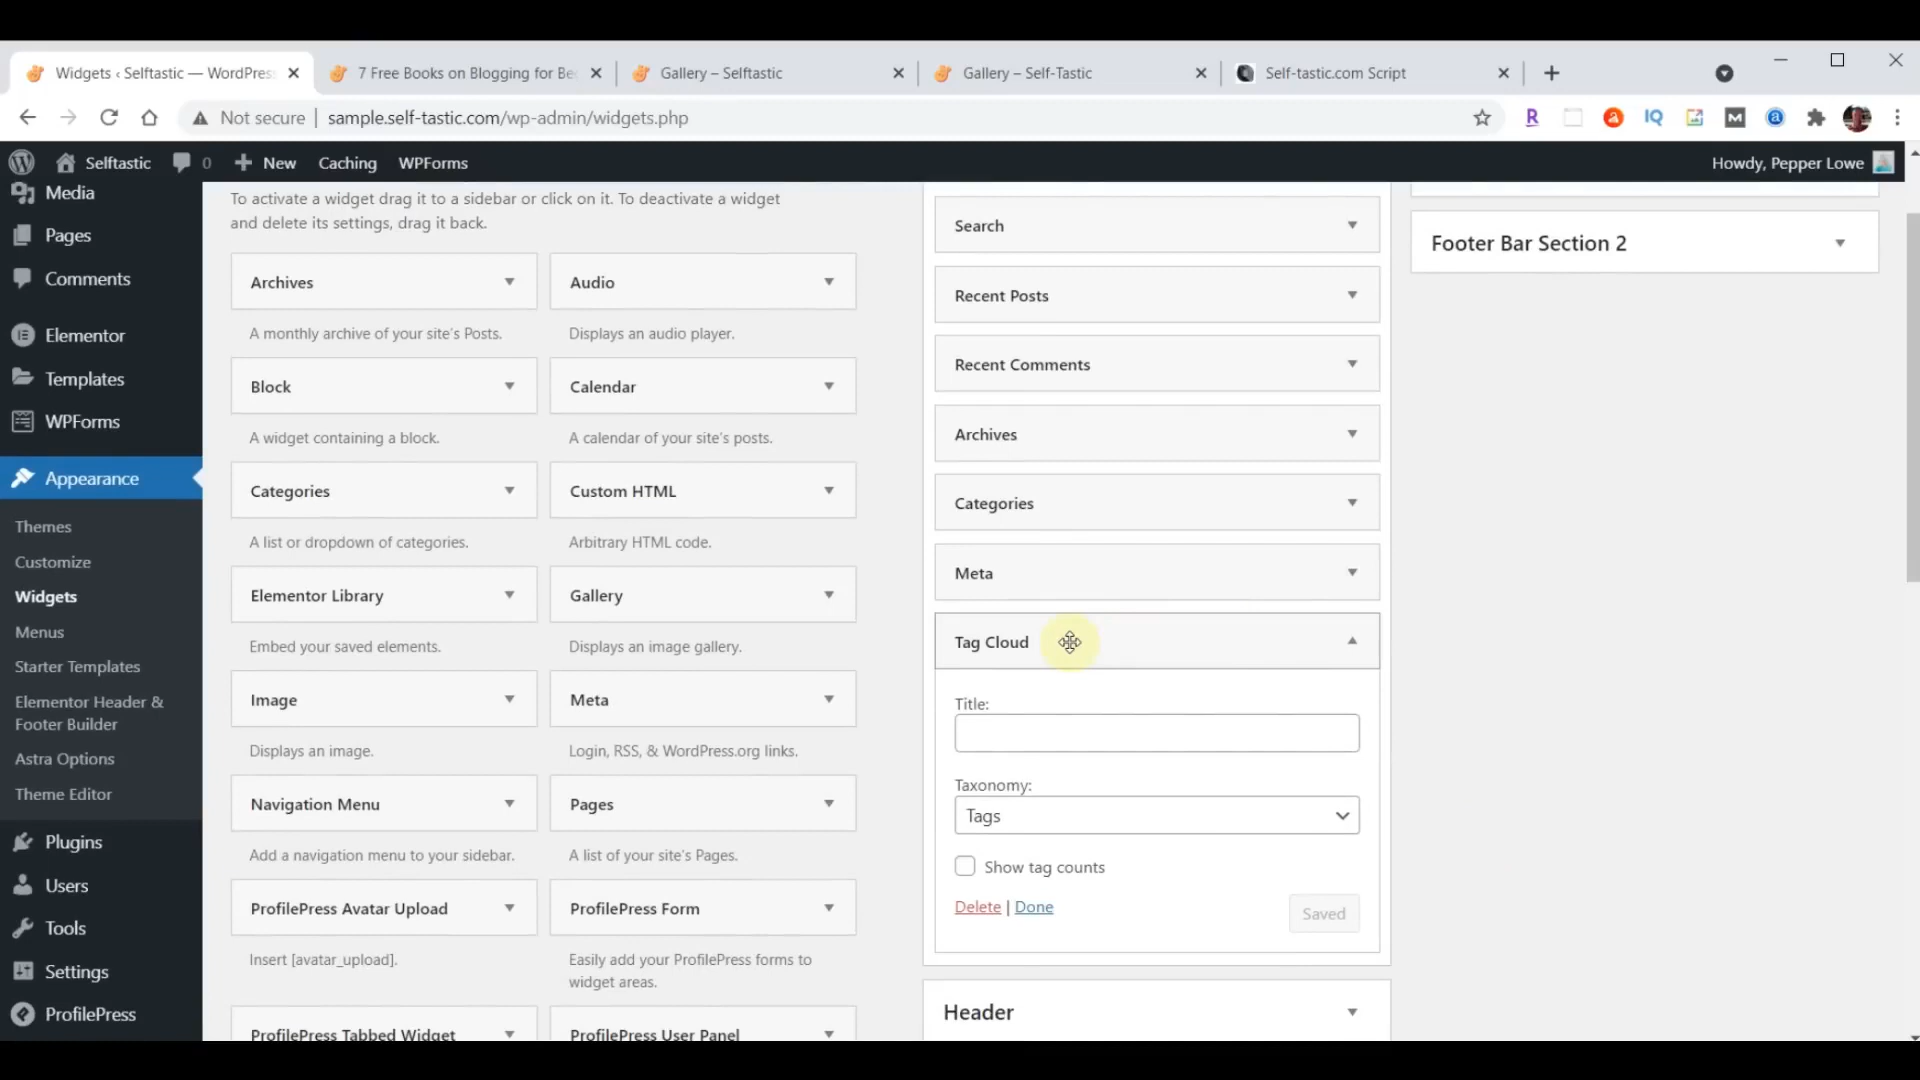 Widgets ‹ Selftastic — WordPres
7 Free Books on Blogging for Be
Gallery – Selftastic
Gallery – Self-Tastic
Self-tastic.com Script
Not secure | sample.self-tastic.com/wp-admin/widgets.php
R
a
IQ
M
a
Selftastic
0
New
Caching
WPForms
Howdy, Pepper Lowe
Media
Pages
Comments
Elementor
Templates
WPForms
Appearance
Themes
Customize
Widgets
Menus
Starter Templates
Elementor Header &
Footer Builder
Astra Options
Theme Editor
Plugins
Users
Tools
Settings
ProfilePress
To activate a widget drag it to a sidebar or click on it. To deactivate a widget
and delete its settings, drag it back.
Archives
A monthly archive of your site's Posts.
Audio
Displays an audio player.
Block
A widget containing a block.
Calendar
A calendar of your site's posts.
Categories
A list or dropdown of categories.
Custom HTML
Arbitrary HTML code.
Elementor Library
Embed your saved elements.
Gallery
Displays an image gallery.
Image
Displays an image.
Meta
Login, RSS, & WordPress.org links.
Navigation Menu
Add a navigation menu to your sidebar.
Pages
A list of your site's Pages.
ProfilePress Avatar Upload
Insert [avatar_upload].
ProfilePress Form
Easily add your ProfilePress forms to
widget areas.
ProfilePress Tabbed Widget
ProfilePress User Panel
Search
Recent Posts
Recent Comments
Archives
Categories
Meta
Tag Cloud
Title:
Taxonomy:
Tags
Show tag counts
Delete | Done
Saved
Header
Footer Bar Section 2